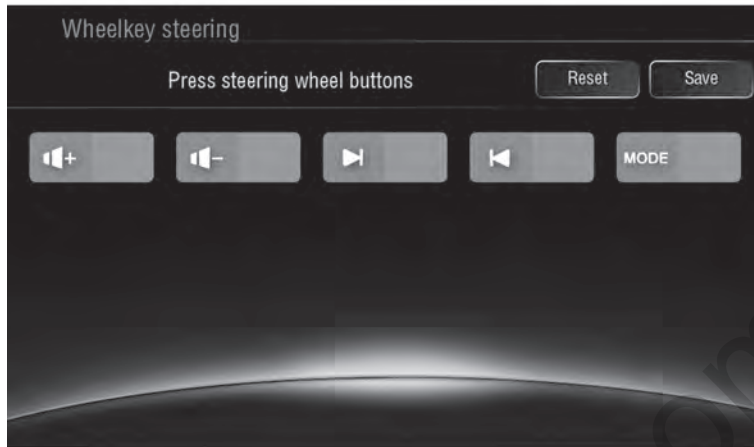 Wheelkey steering
Press steering wheel buttons
Reset
Save
+
-
MODE